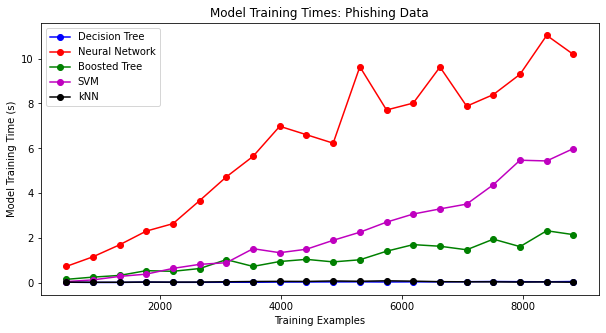 Model Training Times: Phishing Data
Decision Tree
Neural Network
Boosted Tree
SVM
kNN
Model Training Time (s)
10
8
6
4
2
0
2000 4000 6000 8000
Training Examples